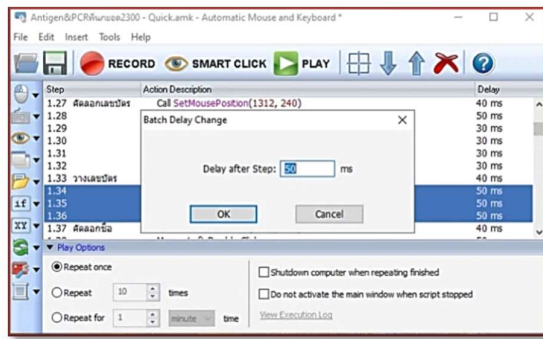 Antigen&PCRพิมพ์ผล2300 - Quick.amk - Automatic Mouse and Keyboard *
File Edit Insert Tools Help
RECORD SMART CLICK PLAY
Step Action Description Delay
1.27 คัดลอกเลขบัตร Call SetMousePosition(1312, 240) 40 ms
1.28 50 ms
1.29 30 ms
1.30 30 ms
1.31 30 ms
1.32 30 ms
1.33 วางเลขบัตร 40 ms
1.34 50 ms
1.35 50 ms
1.36 50 ms
1.37 คัดลอกชื่อ 40 ms
Batch Delay Change
Delay after Step: 50 ms
OK Cancel
if
XY
Play Options
Repeat once
Repeat 10 times
Repeat for 1 minute time
Shutdown computer when repeating finished
Do not activate the main window when script stopped
View Execution Log